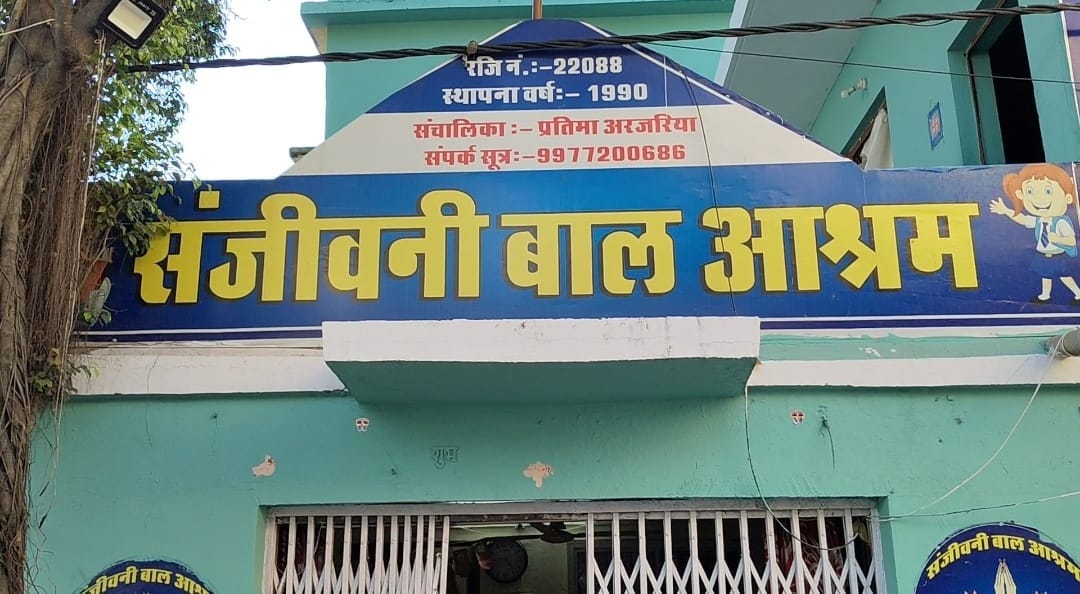 रजि नं.:-22088
स्थापना वर्ष:- 1990
संचालिका :- प्रतिमा अरजरिया
संपर्क सूत्र:-9977200686
संजीवनी बाल आश्रम
शुभ
संजीवनी बाल आश्रम
संजीवनी बाल आश्रम